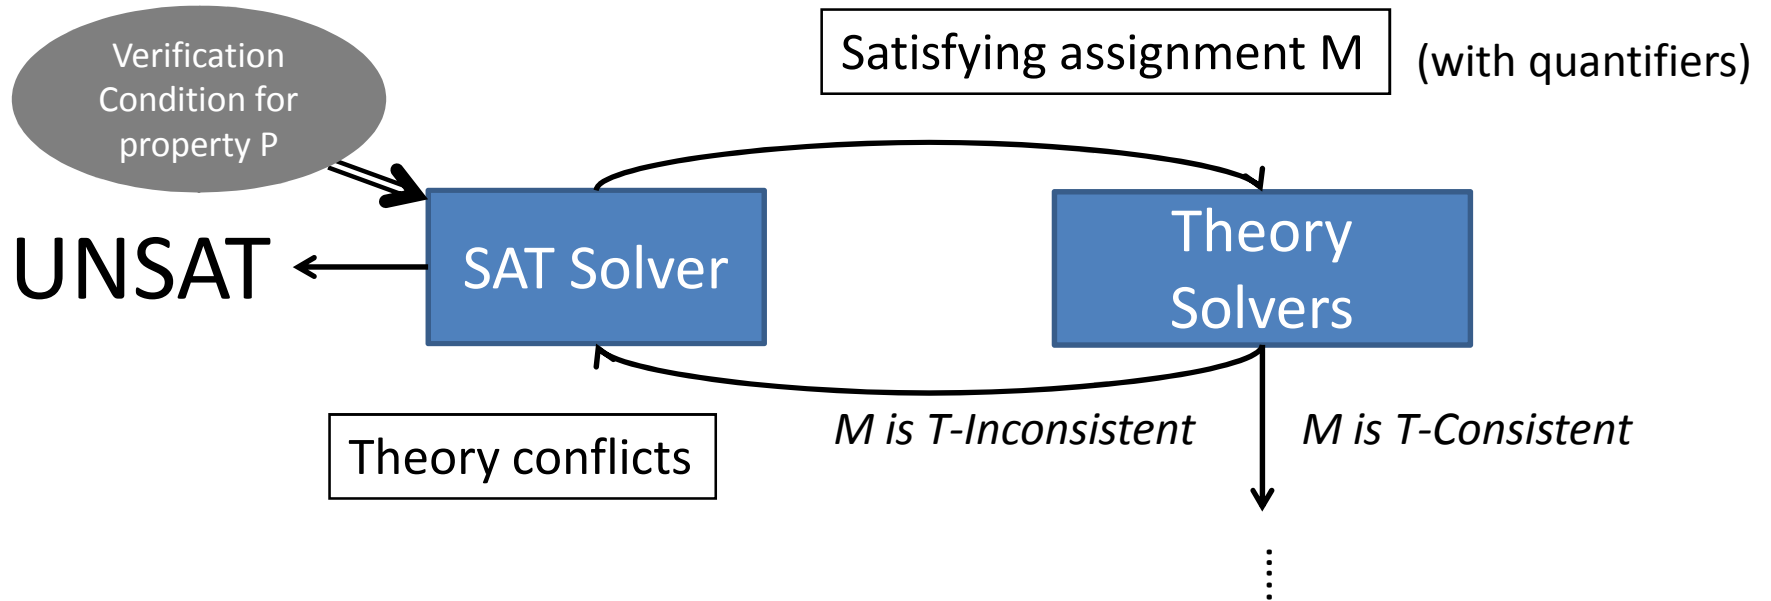 Verification
Condition for
property P
Satisfying assignment M
(with quantifiers)
UNSAT
SAT Solver
Theory
Solvers
Theory conflicts
M is T-Inconsistent
M is T-Consistent